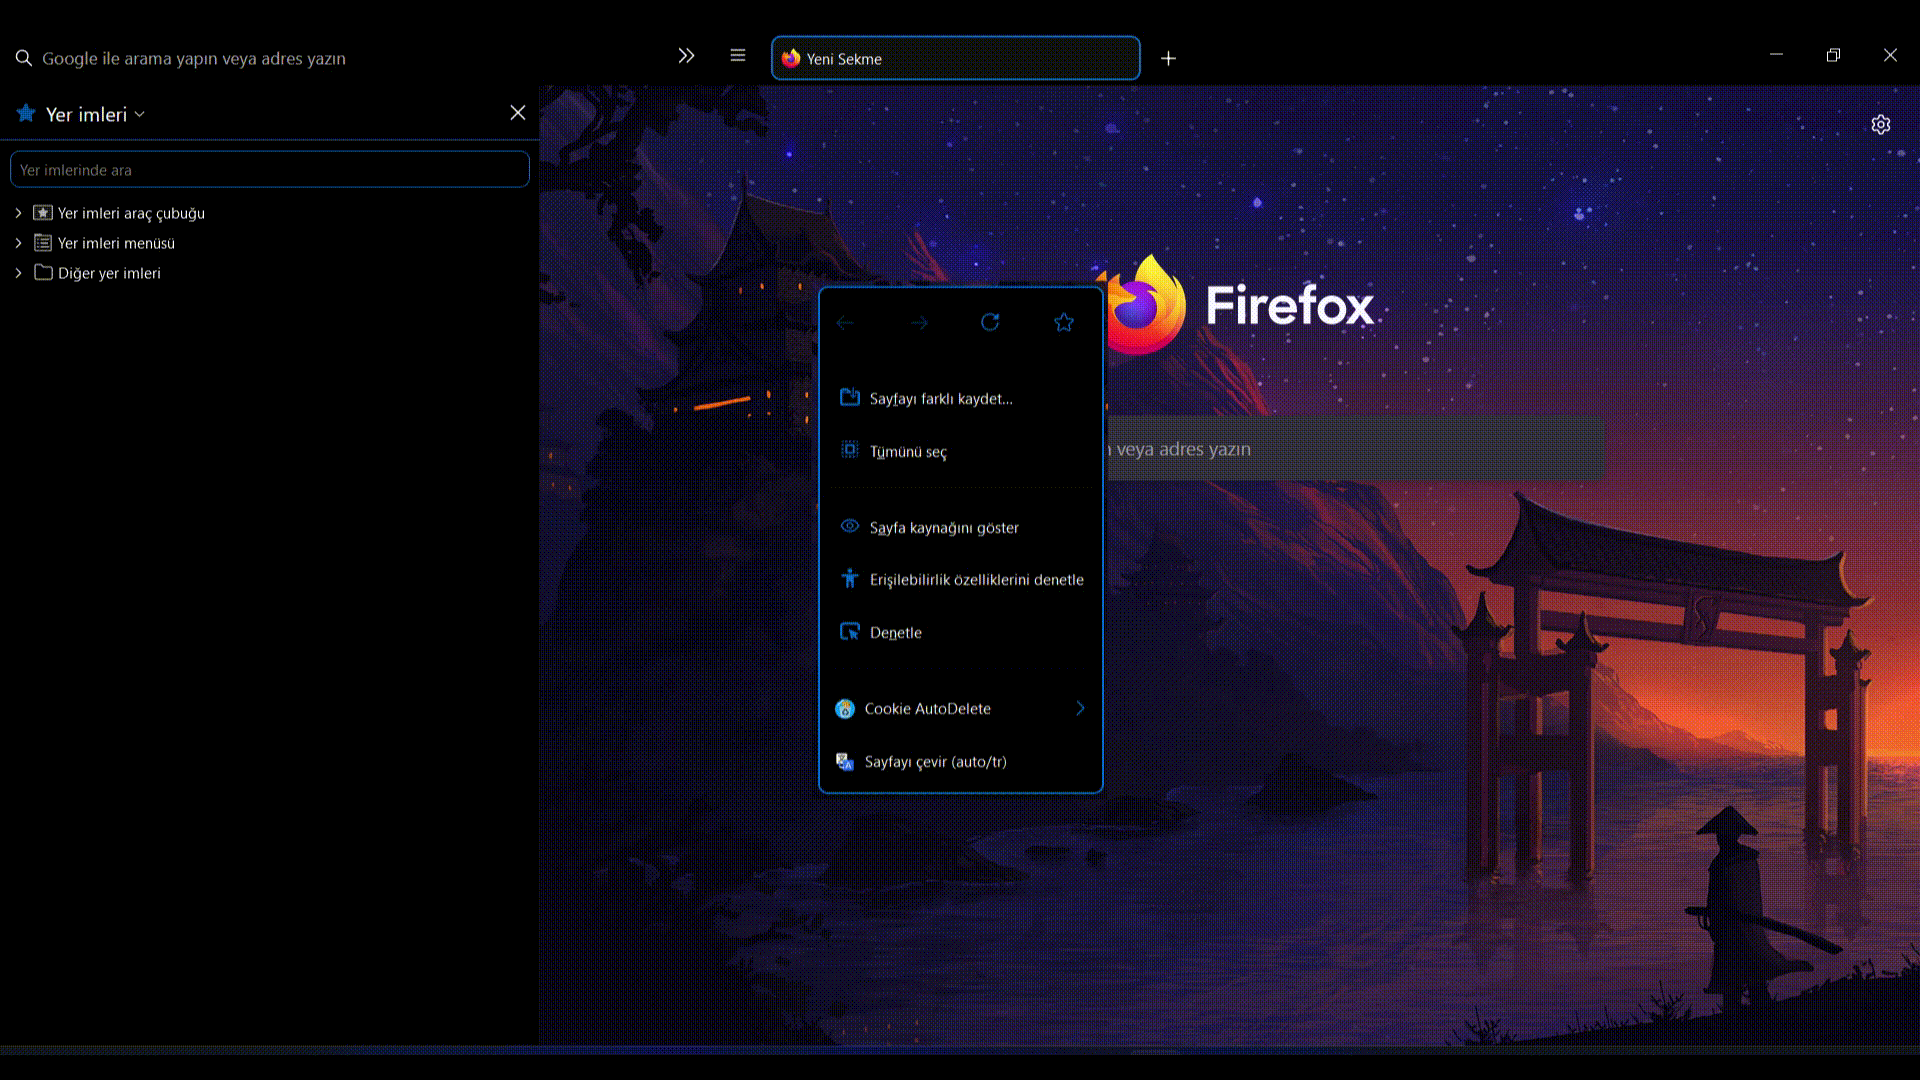 Google ile arama yapın veya adres yazın
Yeni Sekme
Yer imleri
Yer imlerinde ara
Yer imleri araç çubuğu
Yer imleri menüsü
Diğer yer imleri
Firefox
veya adres yazın
Sayfayı farklı kaydet...
Tümünü seç
Sayfa kaynağını göster
Erişilebilirlik özelliklerini denetle
Denetle
Cookie AutoDelete
Sayfayı çevir (auto/tr)